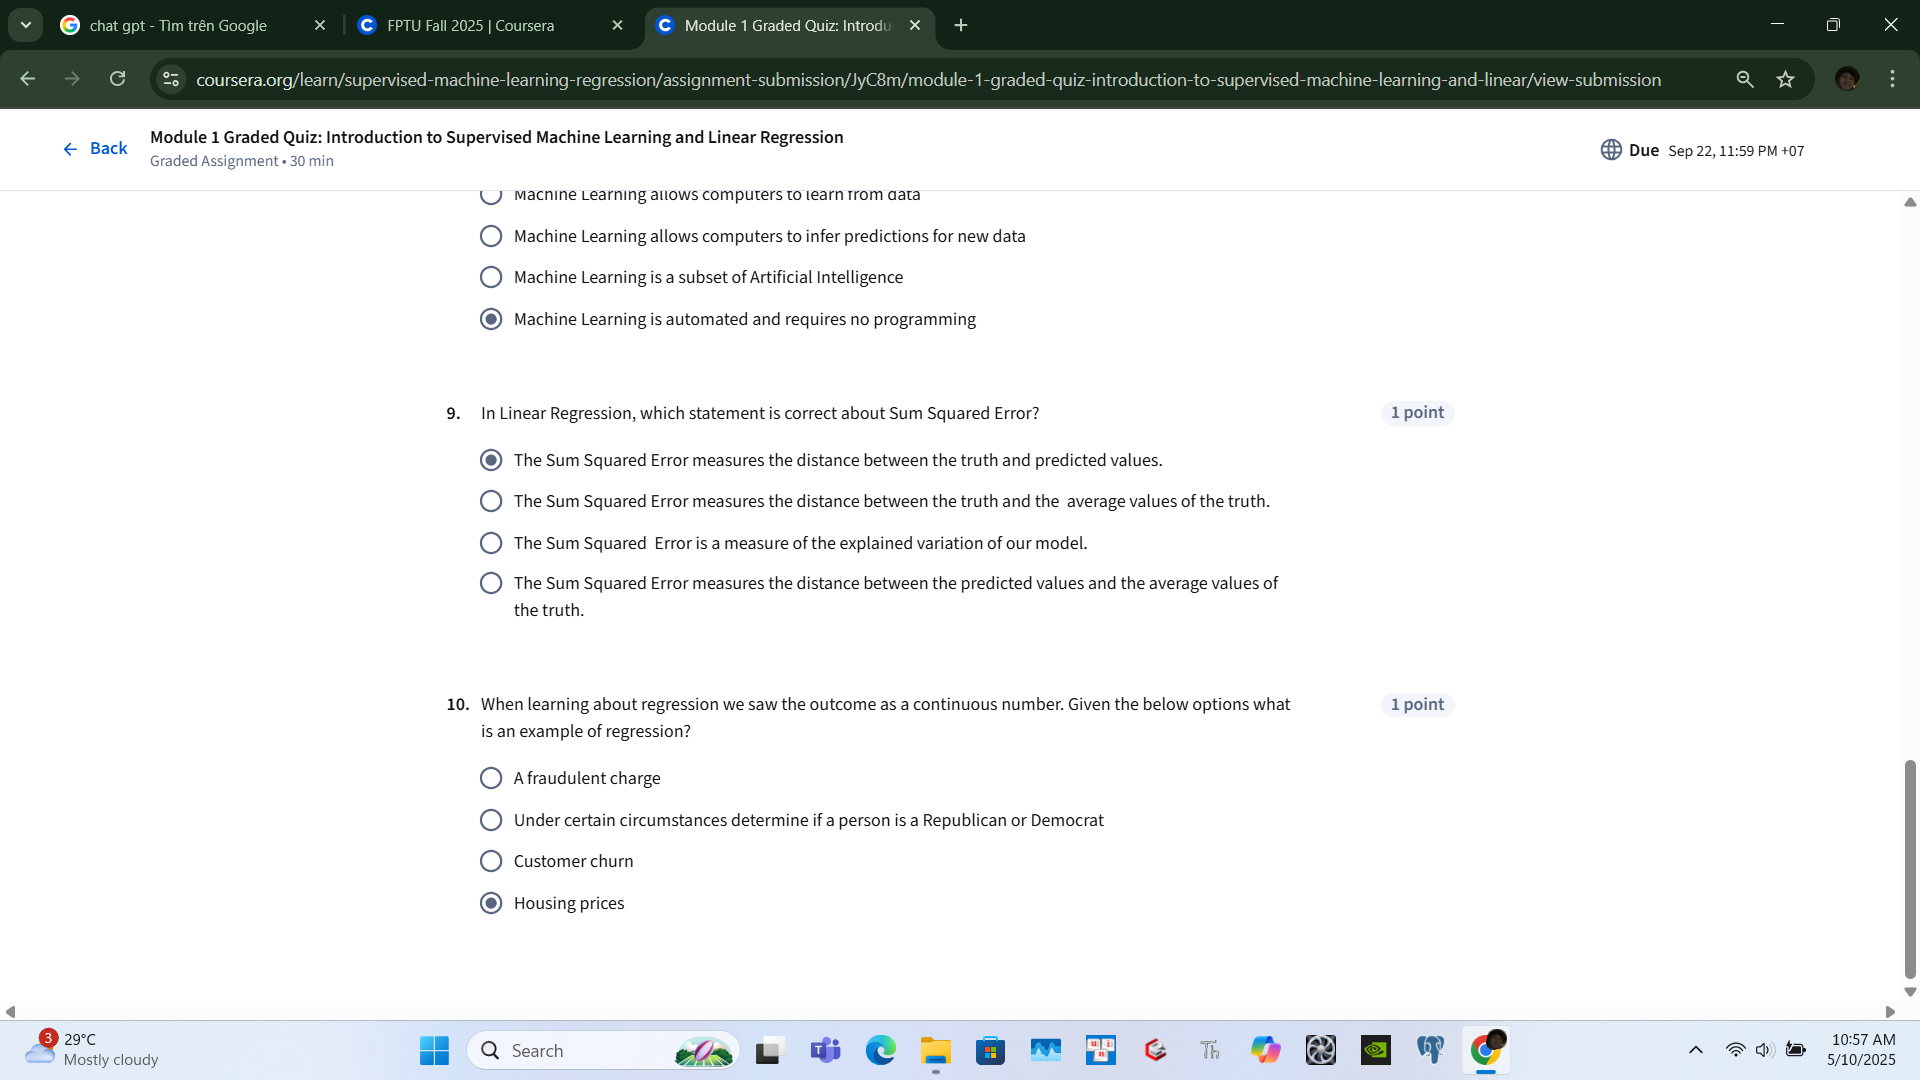 chat gpt - Tìm trên Google
FPTU Fall 2025 | Coursera
Module 1 Graded Quiz: Introdu
coursera.org/learn/supervised-machine-learning-regression/assignment-submission/JyC8m/module-1-graded-quiz-introduction-to-supervised-machine-learning-and-linear/view-submission
Back
Module 1 Graded Quiz: Introduction to Supervised Machine Learning and Linear Regression
Graded Assignment • 30 min
Due Sep 22, 11:59 PM +07
Machine Learning allows computers to learn from data
Machine Learning allows computers to infer predictions for new data
Machine Learning is a subset of Artificial Intelligence
Machine Learning is automated and requires no programming
9. In Linear Regression, which statement is correct about Sum Squared Error?
1 point
The Sum Squared Error measures the distance between the truth and predicted values.
The Sum Squared Error measures the distance between the truth and the average values of the truth.
The Sum Squared Error is a measure of the explained variation of our model.
The Sum Squared Error measures the distance between the predicted values and the average values of
the truth.
10. When learning about regression we saw the outcome as a continuous number. Given the below options what
is an example of regression?
1 point
A fraudulent charge
Under certain circumstances determine if a person is a Republican or Democrat
Customer churn
Housing prices
3
29°C
Mostly cloudy
Search
Th
10:57 AM
5/10/2025